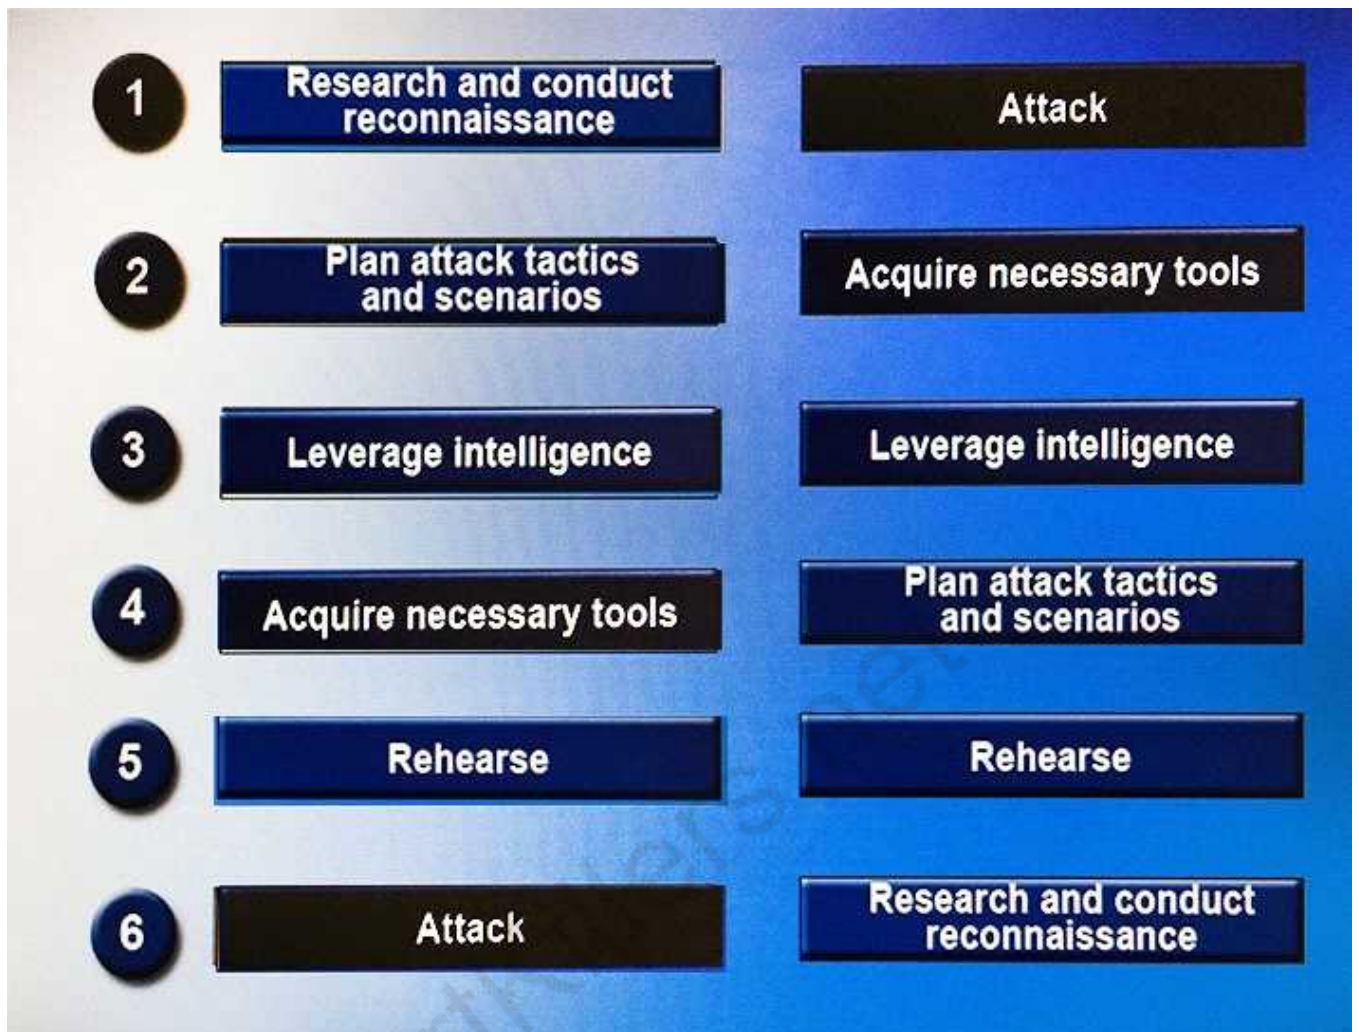 1
Research and conduct
reconnaissance
Attack
2
Plan attack tactics
and scenarios
Acquire necessary tools
3
Leverage intelligence
Leverage intelligence
4
Acquire necessary tools
Plan attack tactics
and scenarios
5
Rehearse
Rehearse
6
Attack
Research and conduct
reconnaissance